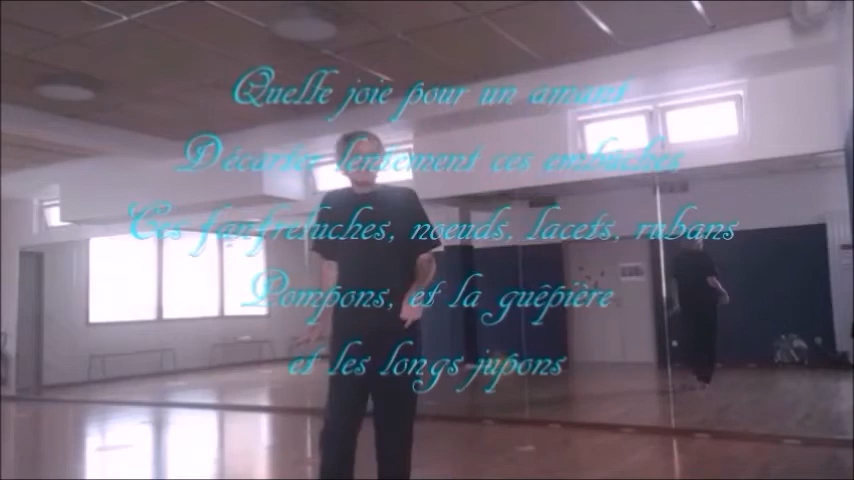 Quelle joie pour un amant
D'écarter lentement ces embûches,
Ces fanfreluches, noeuds, lacets, rubans
Pompons, et la guêpière
et les longs jupons